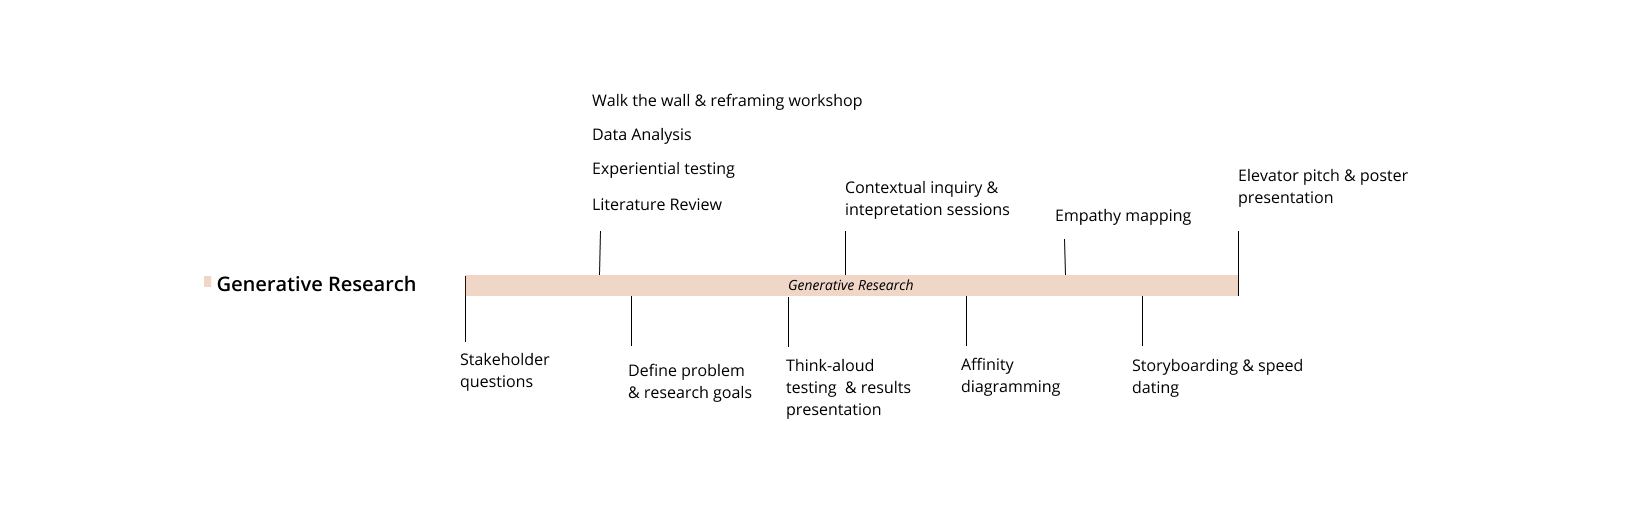 Walk the wall & reframing workshop
Data Analysis
Experiential testing
Literature Review
Contextual inquiry &
intepretation sessions
Empathy mapping
Elevator pitch & poster
presentation
Generative Research
Generative Research
Stakeholder
questions
Define problem
& research goals
Think-aloud
testing  & results
presentation
Affinity
diagramming
Storyboarding & speed
dating